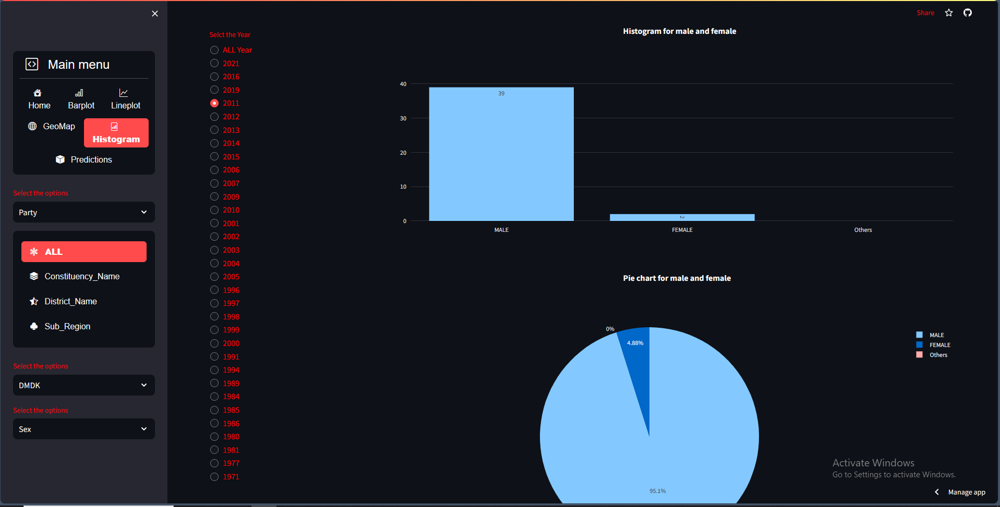 Main menu
Home
Barplot
Lineplot
GeoMap
Histogram
Predictions
Select the options
Party
ALL
Constituency_Name
District_Name
Sub_Region
Select the options
DMDK
Select the options
Sex
Share
Selct the Year
ALL Year
2021
2016
2019
2011
2012
2013
2014
2015
2006
2007
2009
2010
2001
2002
2003
2004
2005
1996
1997
1998
1999
2000
1991
1994
1989
1984
1985
1986
1980
1981
1977
1971
Histogram for male and female
40
30
20
10
0
39
2
MALE
FEMALE
Others
Pie chart for male and female
0%
4.88%
95.1%
MALE
FEMALE
Others
Activate Windows
Go to Settings to activate Windows.
Manage app